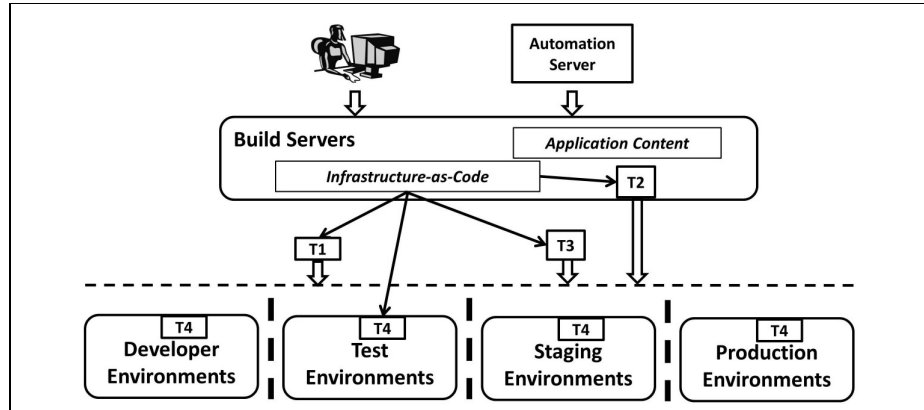 Automation
Server
Build Servers
Application Content
Infrastructure-as-Code
T2
T1
T3
T4
Developer
Environments
T4
Test
Environments
T4
Staging
Environments
T4
Production
Environments